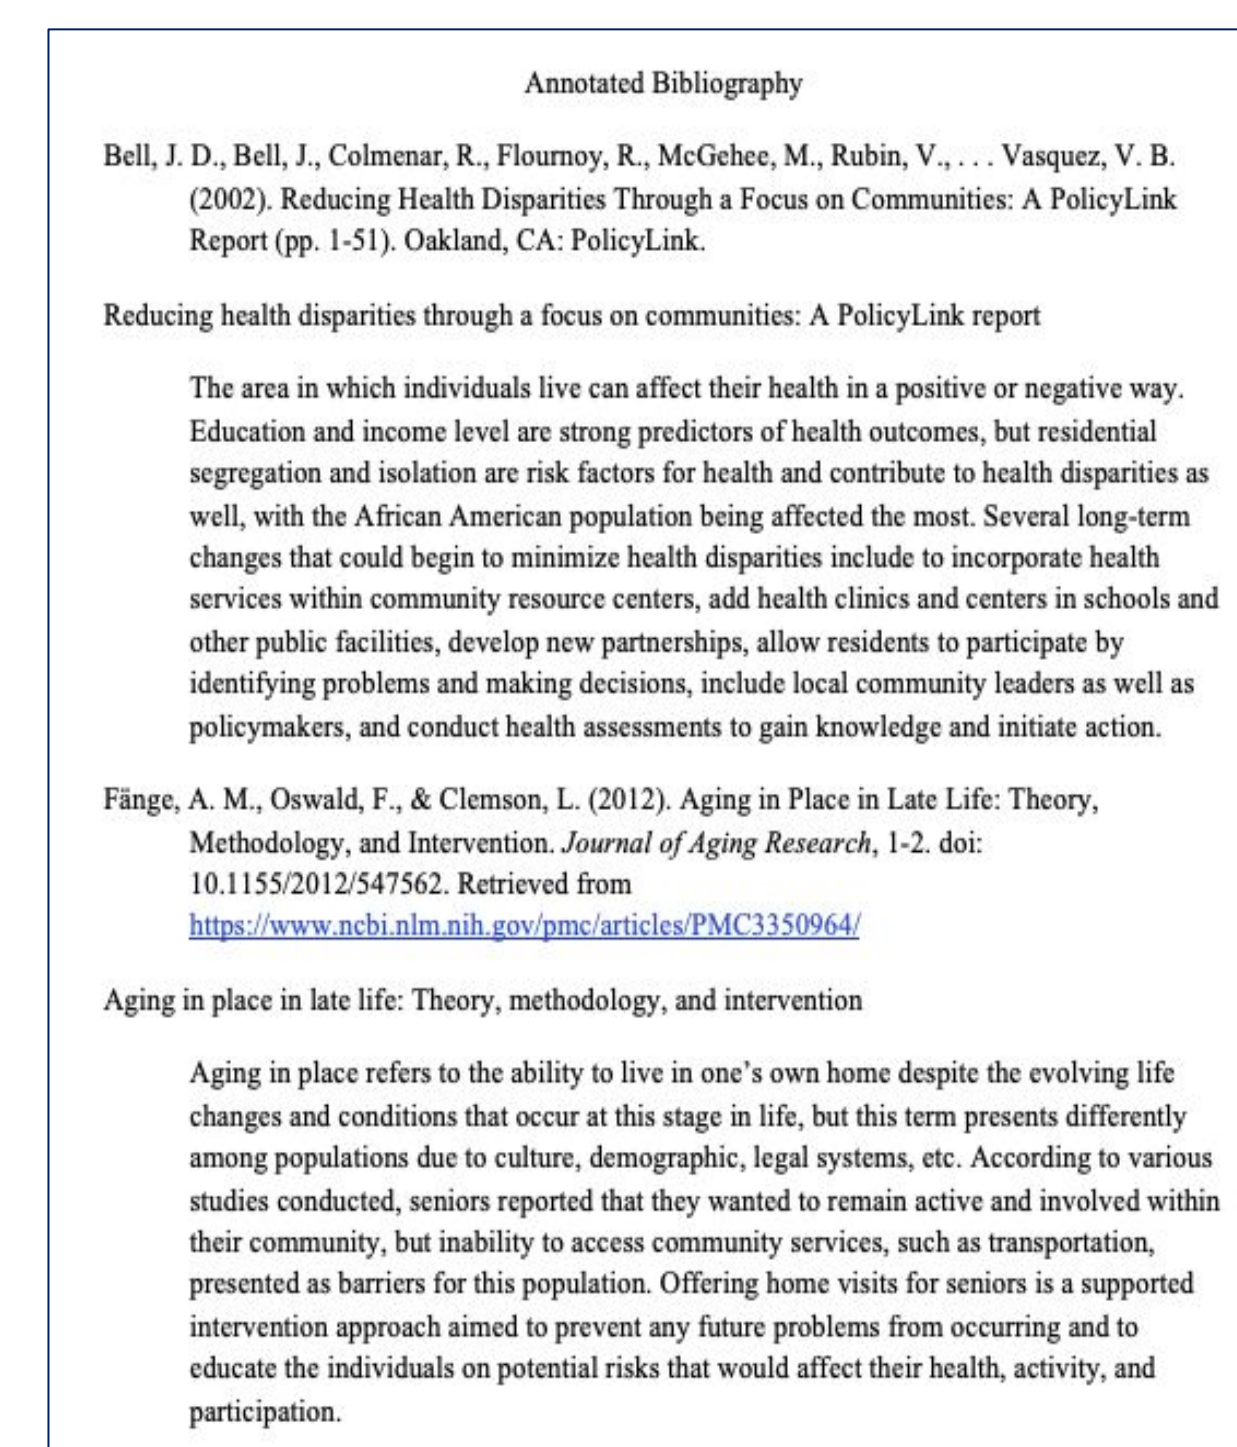 Annotated Bibliography
Bell, J. D., Bell, J., Colmenar, R., Flournoy, R., McGehee, M., Rubin, V., . . . Vasquez, V. B.
(2002). Reducing Health Disparities Through a Focus on Communities: A PolicyLink
Report (pp. 1-51). Oakland, CA: PolicyLink.
Reducing health disparities through a focus on communities: A PolicyLink report
The area in which individuals live can affect their health in a positive or negative way.
Education and income level are strong predictors of health outcomes, but residential
segregation and isolation are risk factors for health and contribute to health disparities as
well, with the African American population being affected the most. Several long-term
changes that could begin to minimize health disparities include to incorporate health
services within community resource centers, add health clinics and centers in schools and
other public facilities, develop new partnerships, allow residents to participate by
identifying problems and making decisions, include local community leaders as well as
policymakers, and conduct health assessments to gain knowledge and initiate action.
Fänge, A. M., Oswald, F., & Clemson, L. (2012). Aging in Place in Late Life: Theory,
Methodology, and Intervention. Journal of Aging Research, 1-2. doi:
10.1155/2012/547562. Retrieved from
https://www.ncbi.nlm.nih.gov/pmc/articles/PMC3350964/
Aging in place in late life: Theory, methodology, and intervention
Aging in place refers to the ability to live in one’s own home despite the evolving life
changes and conditions that occur at this stage in life, but this term presents differently
among populations due to culture, demographic, legal systems, etc. According to various
studies conducted, seniors reported that they wanted to remain active and involved within
their community, but inability to access community services, such as transportation,
presented as barriers for this population. Offering home visits for seniors is a supported
intervention approach aimed to prevent any future problems from occurring and to
educate the individuals on potential risks that would affect their health, activity, and
participation.